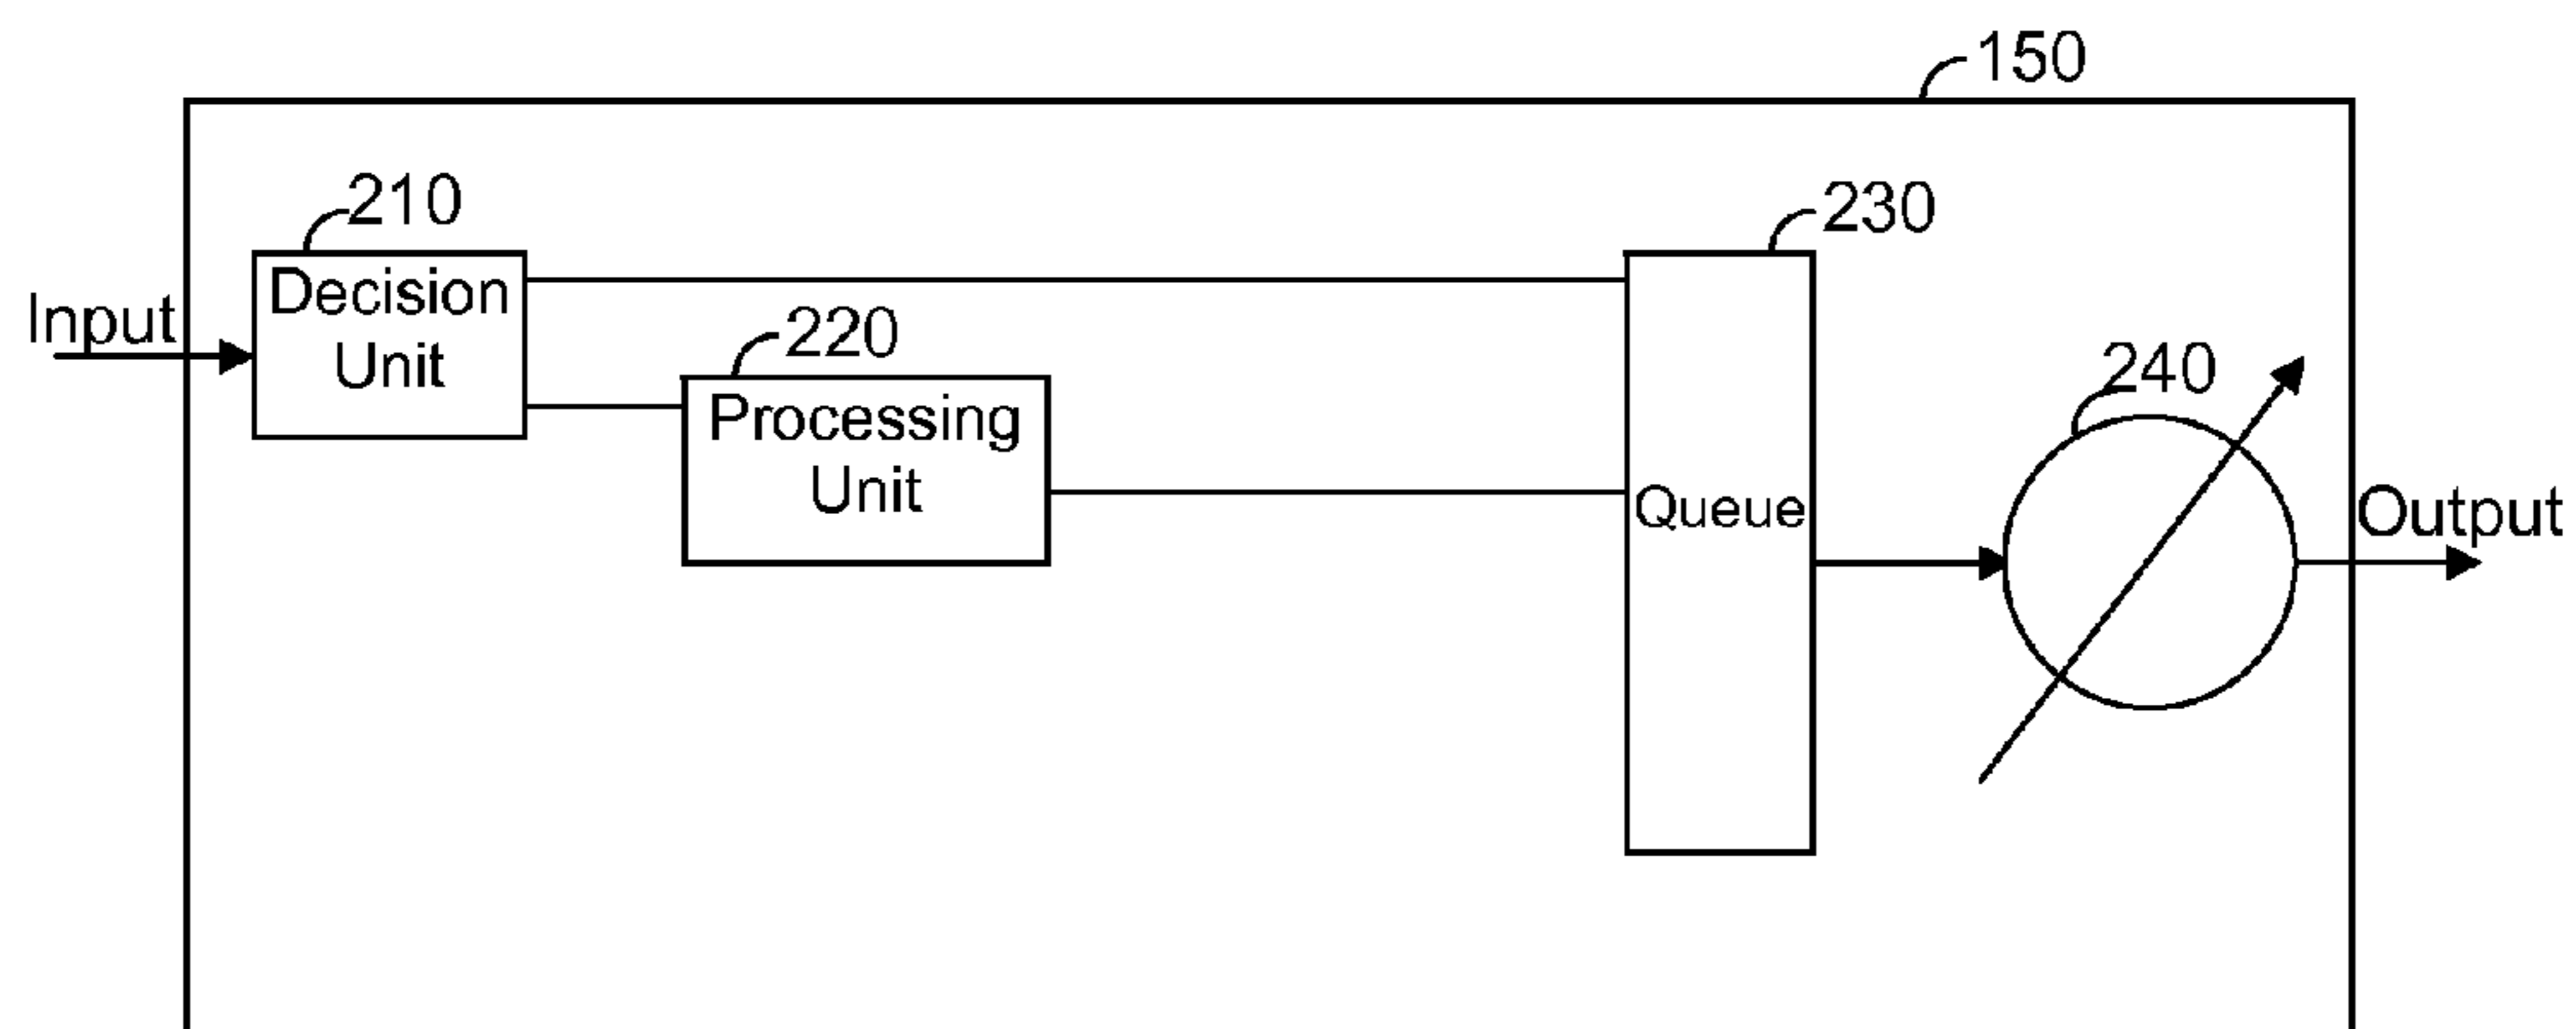 150
210
230
Decision
Unit
Input
220
240
Processing
Unit
Queue
Output